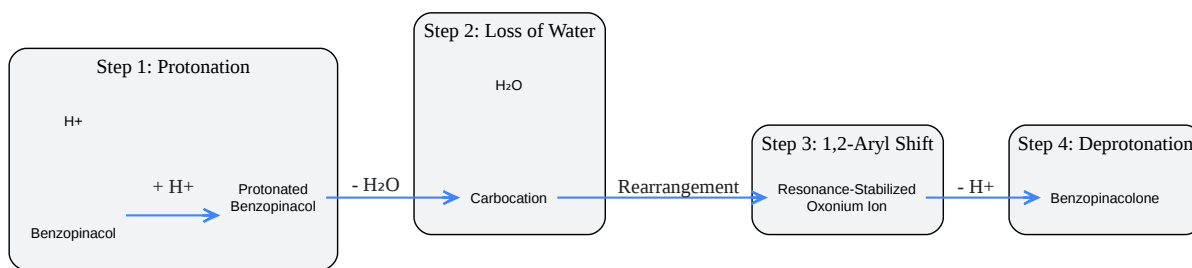 Step 1: Protonation
H+
+ H+
Benzopinacol
Protonated
Benzopinacol
- H₂O
Step 2: Loss of Water
H₂O
Carbocation
Rearrangement
Step 3: 1,2-Aryl Shift
Resonance-Stabilized
Oxonium Ion
- H+
Step 4: Deprotonation
Benzopinacolone